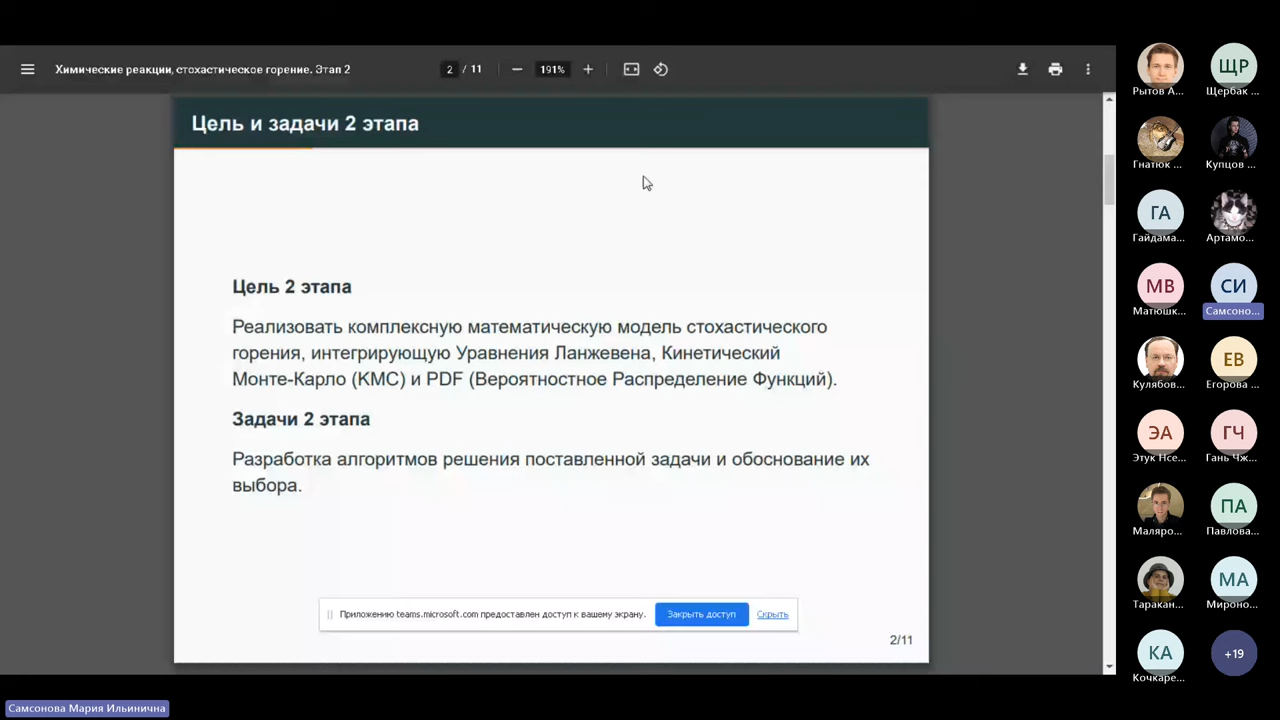 Химические реакции, стохастическое горение. Этап 2
2 / 11
191%
Цель и задачи 2 этапа
Цель 2 этапа
Реализовать комплексную математическую модель стохастического
горения, интегрирующую Уравнения Ланжевена, Кинетический
Монте-Карло (KMC) и PDF (Вероятностное Распределение Функций).
Задачи 2 этапа
Разработка алгоритмов решения поставленной задачи и обоснование их
выбора.
Приложению teams.microsoft.com предоставлен доступ к вашему экрану.
Закрыть доступ
Скрыть
2/11
Рытов А...
ЩР
Щербак ...
Гнатюк ...
Купцов ...
ГА
Гайдама...
Артамо...
МВ
Матюшк...
СИ
Самсоно...
Кулябов...
ЕВ
Егорова ...
ЭА
Этук Нсе...
ГЧ
Гань Чж...
Маляро...
ПА
Павлова...
Таракан...
МА
Мироно...
КА
Кочкаре...
+19
Самсонова Мария Ильинична